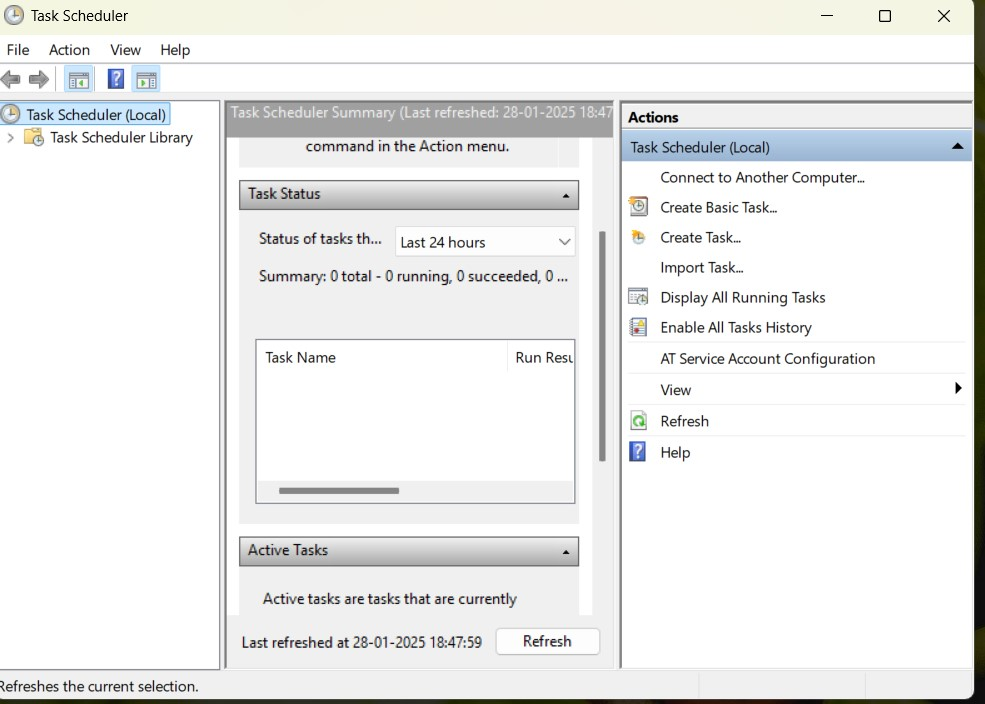 Task Scheduler
File Action View Help
Task Scheduler (Local)
Task Scheduler Library
Task Scheduler Summary (Last refreshed: 28-01-2025 18:47
command in the Action menu.
Task Status
Status of tasks th... Last 24 hours
Summary: 0 total - 0 running, 0 succeeded, 0 ...
Task Name Run Resu
Active Tasks
Active tasks are tasks that are currently
Last refreshed at 28-01-2025 18:47:59 Refresh
Actions
Task Scheduler (Local)
Connect to Another Computer...
Create Basic Task...
Create Task...
Import Task...
Display All Running Tasks
Enable All Tasks History
AT Service Account Configuration
View
Refresh
Help
Refreshes the current selection.